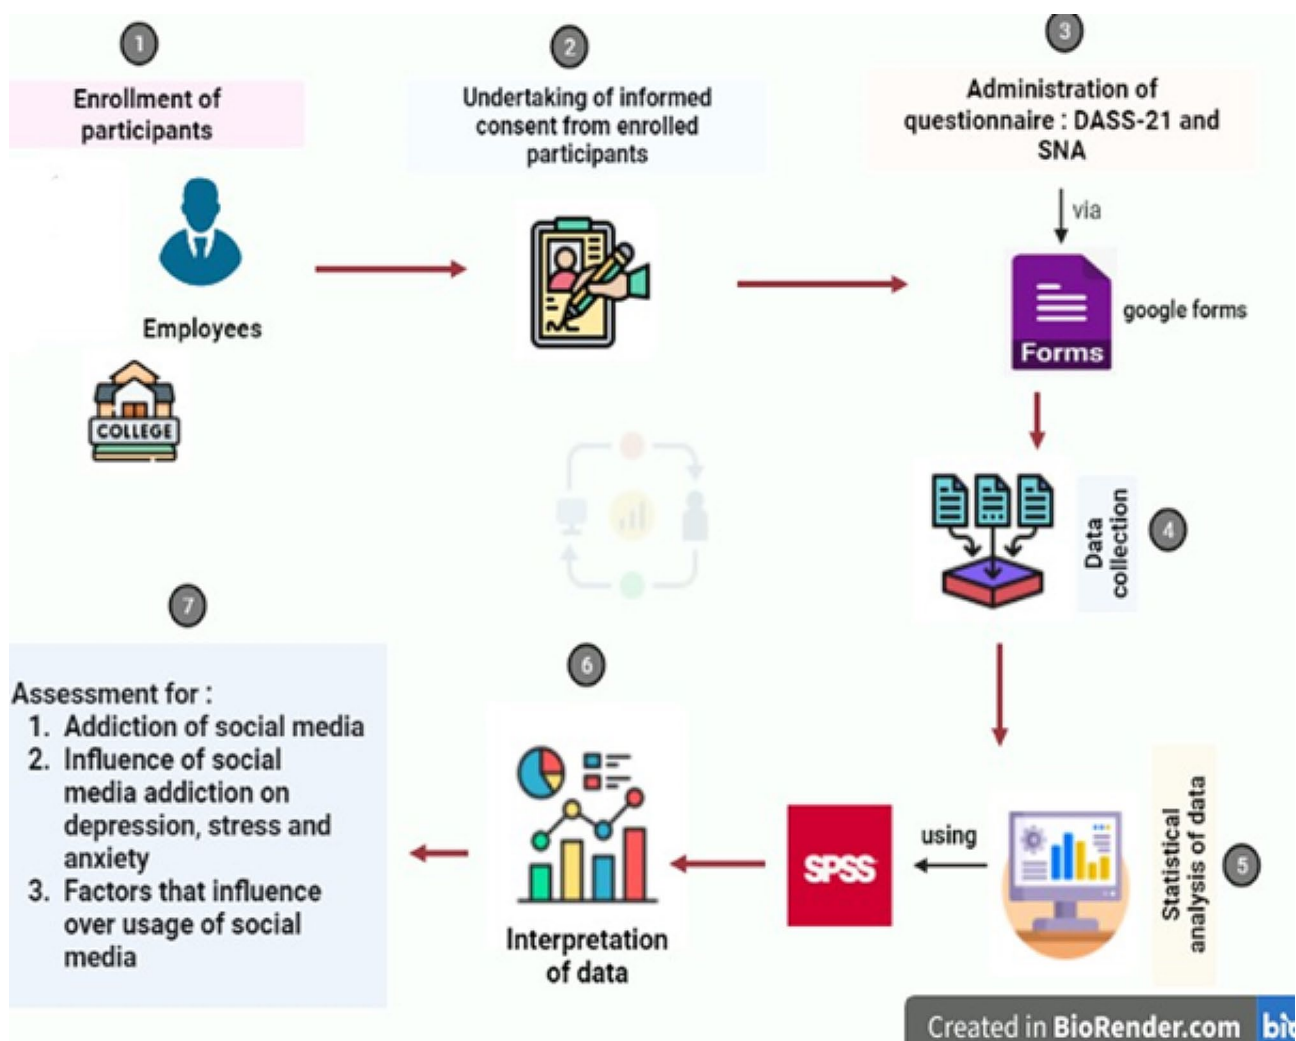 1
Enrollment of
participants
Employees
COLLEGE
2
Undertaking of informed
consent from enrolled
participants
3
Administration of
questionnaire : DASS-21 and
SNA
via
Forms
google forms
Data
collection
4
Statistical
analysis of data
5
using
SPSS
6
Interpretation
of data
7
Assessment for :
1. Addiction of social media
2. Influence of social
media addiction on
depression, stress and
anxiety
3. Factors that influence
over usage of social
media
Created in BioRender.com
bio